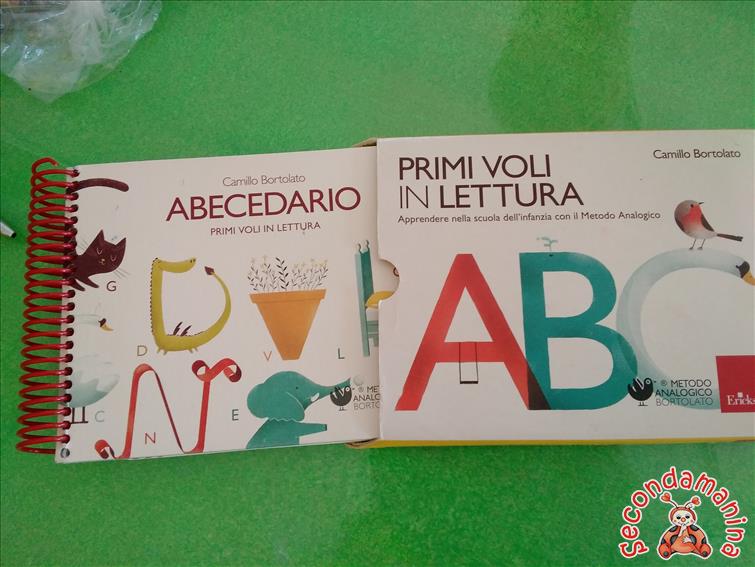 Camillo Bortolato
ABECEDARIO
PRIMI VOLI IN LETTURA
G
D V L
C N E
® METODO
ANALOGICO
BORTOLATO
PRIMI VOLI
IN LETTURA
Camillo Bortolato
Apprendere nella scuola dell'infanzia con il Metodo Analogico
ABC
® METODO
ANALOGICO
BORTOLATO
Secondamanina